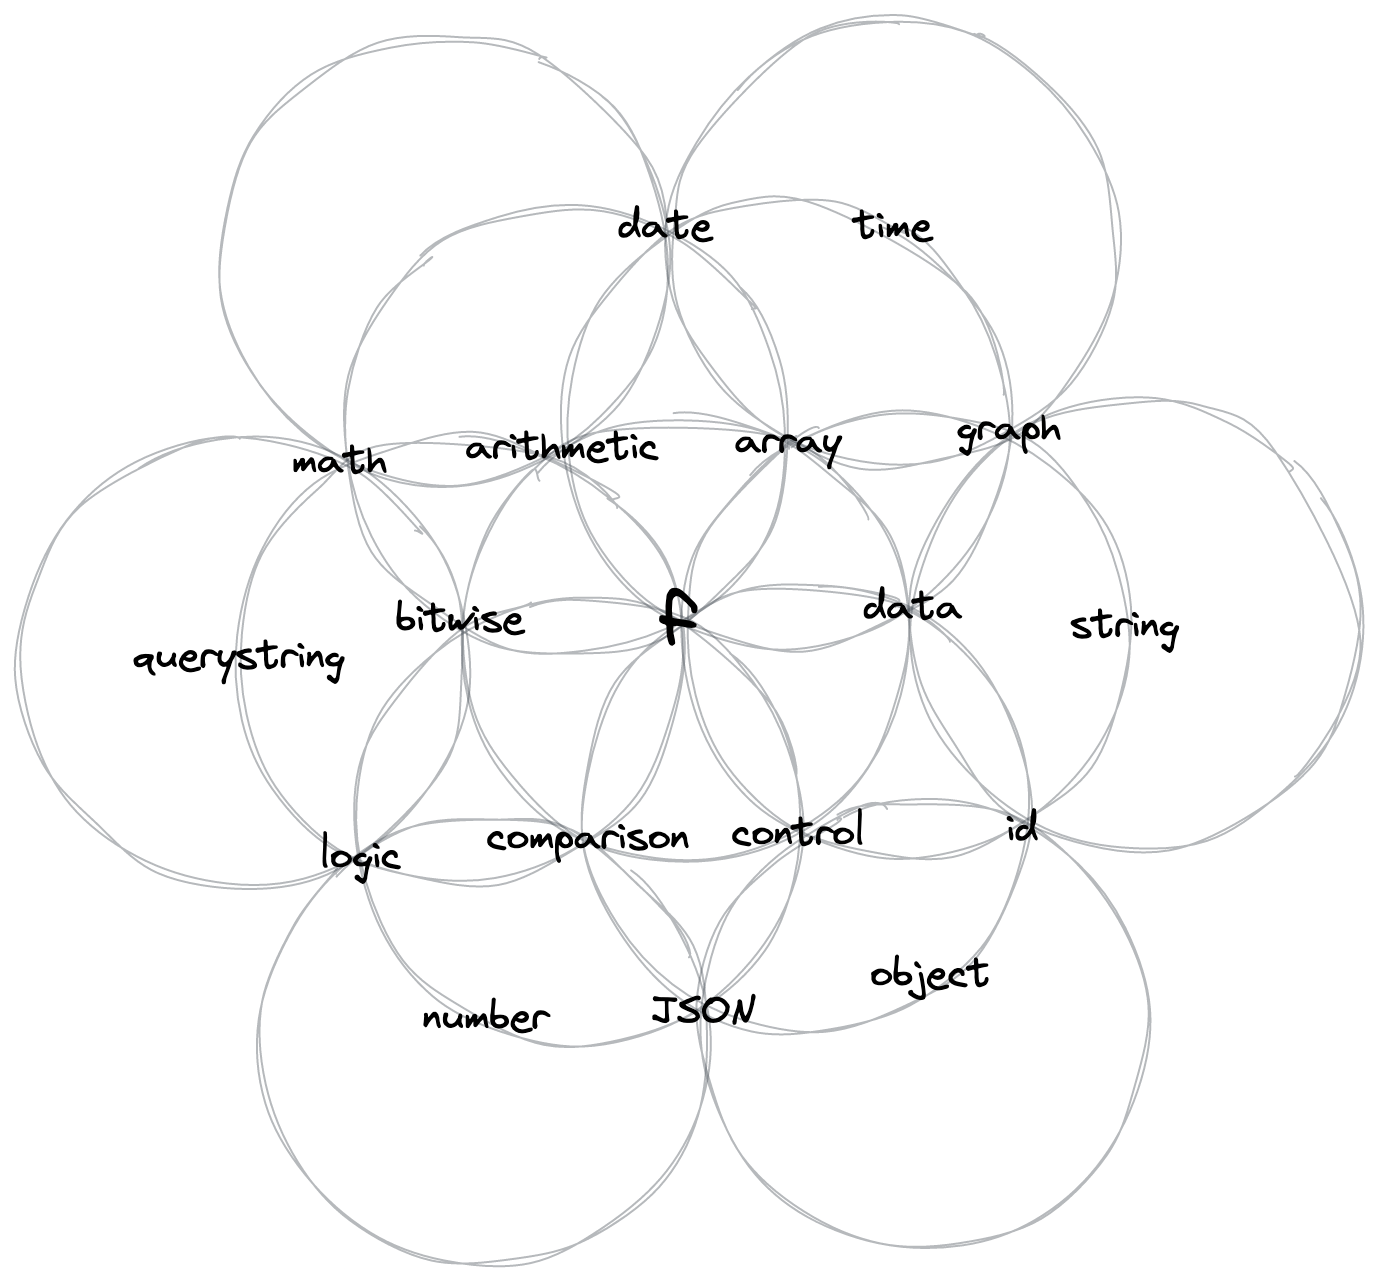 date
time
math
arithmetic
array
graph
bitwise
f
data
querystring
string
logic
comparison
control
id
number
JSON
object